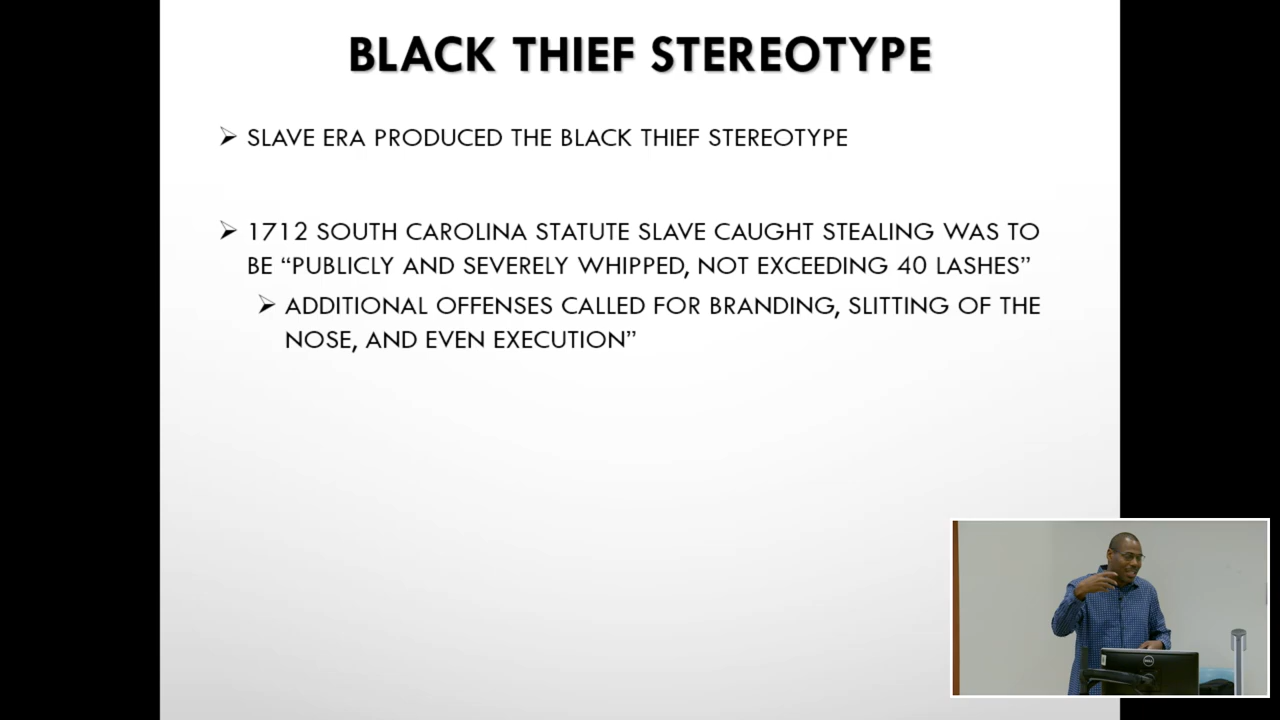 BLACK THIEF STEREOTYPE
SLAVE ERA PRODUCED THE BLACK THIEF STEREOTYPE
1712 SOUTH CAROLINA STATUTE SLAVE CAUGHT STEALING WAS TO
BE “PUBLICLY AND SEVERELY WHIPPED, NOT EXCEEDING 40 LASHES”
ADDITIONAL OFFENSES CALLED FOR BRANDING, SLITTING OF THE
NOSE, AND EVEN EXECUTION”
DELL